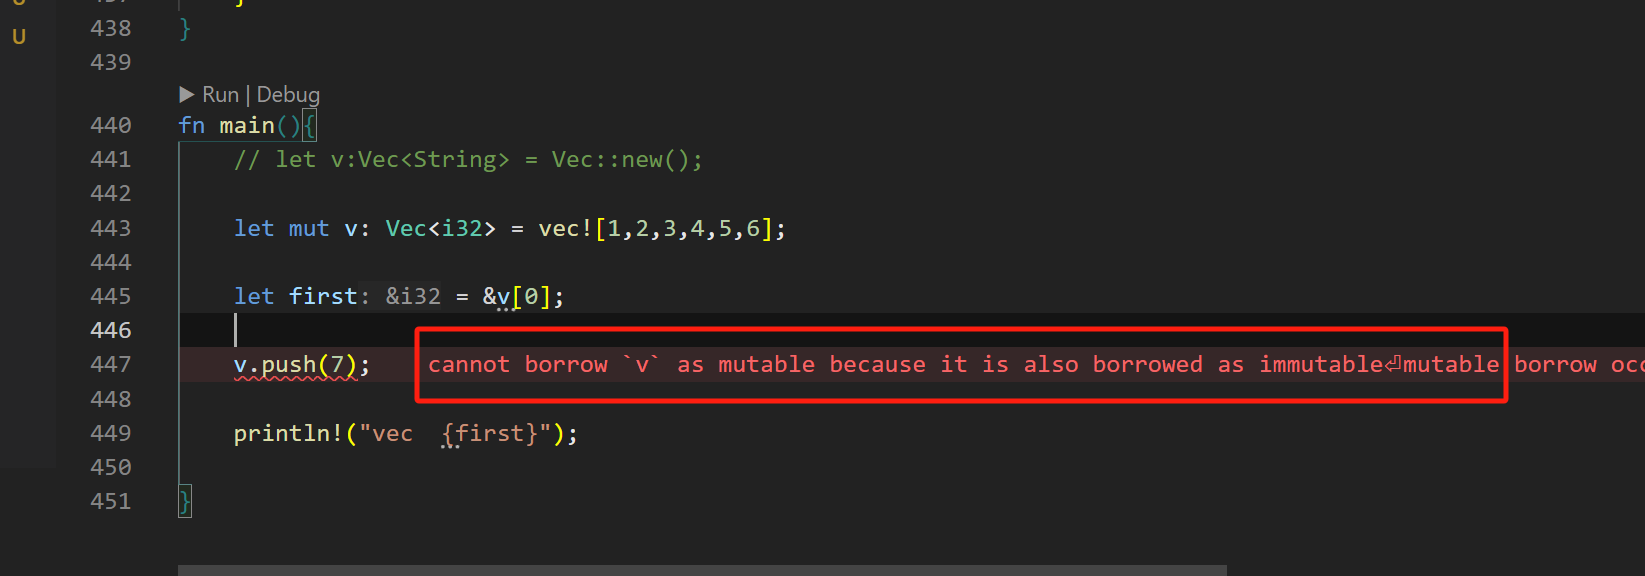 U
438 }
439
▶ Run | Debug
440 fn main(){
441 // let v:Vec<String> = Vec::new();
442
443 let mut v: Vec<i32> = vec![1,2,3,4,5,6];
444
445 let first: &i32 = &v[0];
446
447 v.push(7); cannot borrow `v` as mutable because it is also borrowed as immutable⏎mutable borrow occ
448
449 println!("vec  {first}");
450
451 }